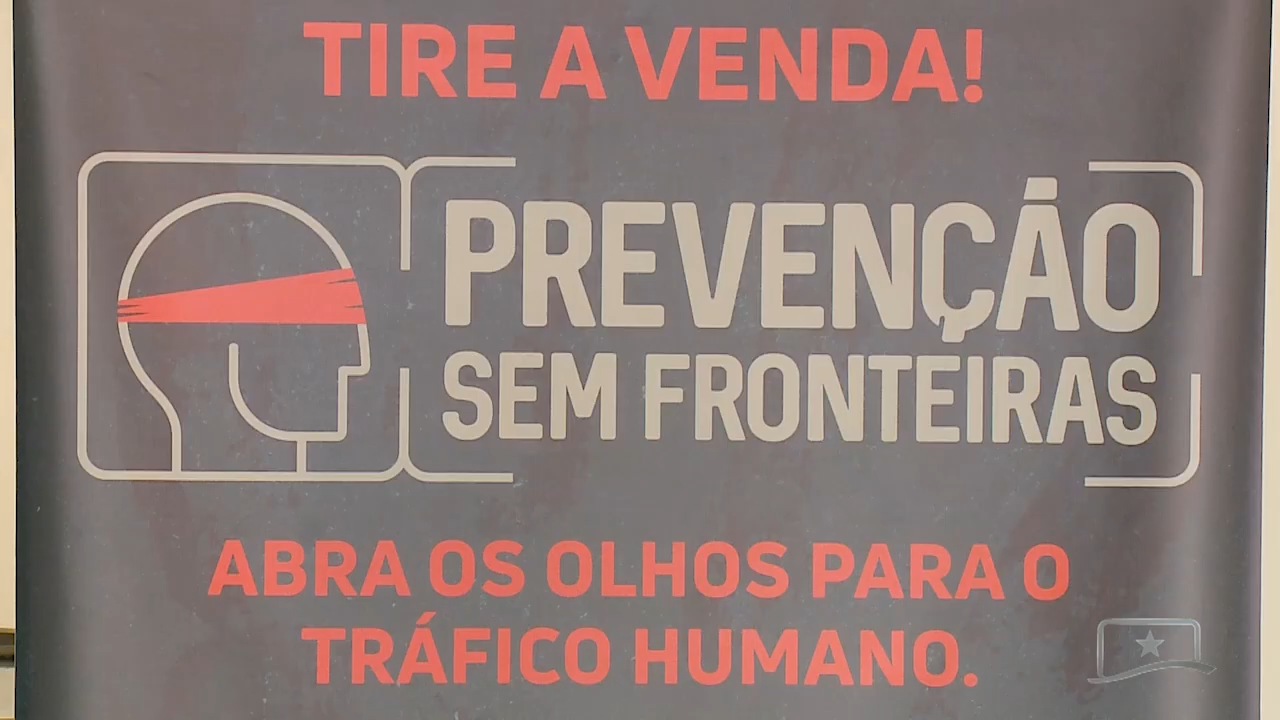 TIRE A VENDA!
PREVENÇÃO
SEM FRONTEIRAS
ABRA OS OLHOS PARA O
TRÁFICO HUMANO.